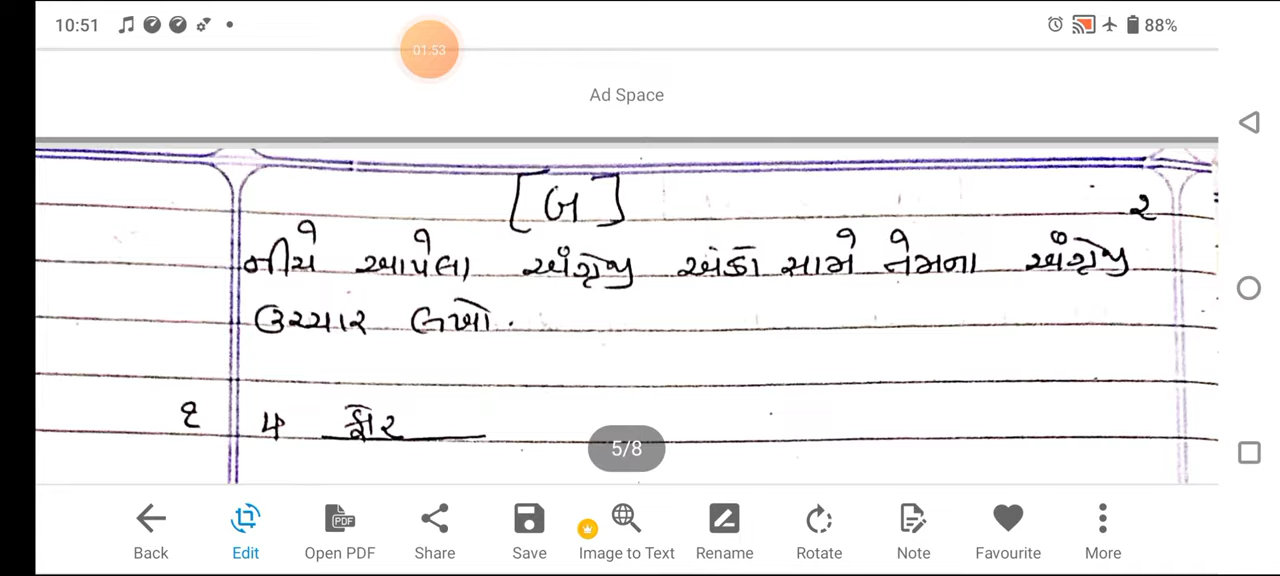 10:51
88%
01:53
Ad Space
[બ]
૨
નીચે આપેલા અંગ્રેજી અંકો સામે તેમના અંગ્રેજી
ઉચ્ચાર લખો.
૧ 4 ફોર
5/8
Back Edit Open PDF Share Save Image to Text Rename Rotate Note Favourite More